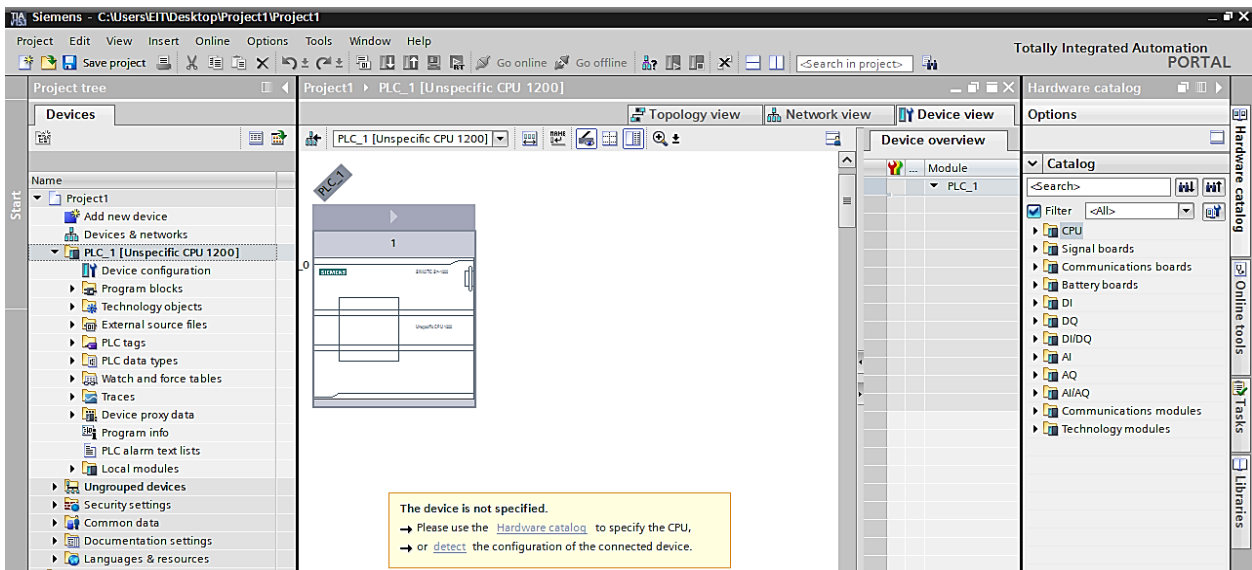 Siemens - C:\Users\EIT\Desktop\Project1\Project1
Project Edit View Insert Online Options Tools Window Help
Totally Integrated Automation
PORTAL
Save project Go online Go offline <Search in project>
Project tree
Devices
Name
Project1
Add new device
Devices & networks
PLC_1 [Unspecific CPU 1200]
Device configuration
Program blocks
Technology objects
External source files
PLC tags
PLC data types
Watch and force tables
Traces
Device proxy data
Program info
PLC alarm text lists
Local modules
Ungrouped devices
Security settings
Common data
Documentation settings
Languages & resources
Start
Project1 PLC_1 [Unspecific CPU 1200]
Topology view Network view Device view
PLC_1 [Unspecific CPU 1200]
PLC_1
1
_0
SIEMENS
Unspecific CPU 1200
The device is not specified.
Please use the Hardware catalog to specify the CPU,
or detect the configuration of the connected device.
Device overview
... Module
PLC_1
Hardware catalog
Options
Catalog
<Search>
Filter <All>
CPU
Signal boards
Communications boards
Battery boards
DI
DQ
DI/DQ
AI
AQ
AI/AQ
Communications modules
Technology modules
Hardware catalog
Online tools
Tasks
Libraries